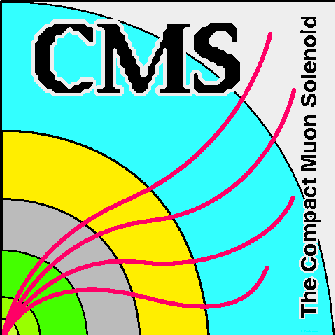 CMS
The Compact Muon Solenoid